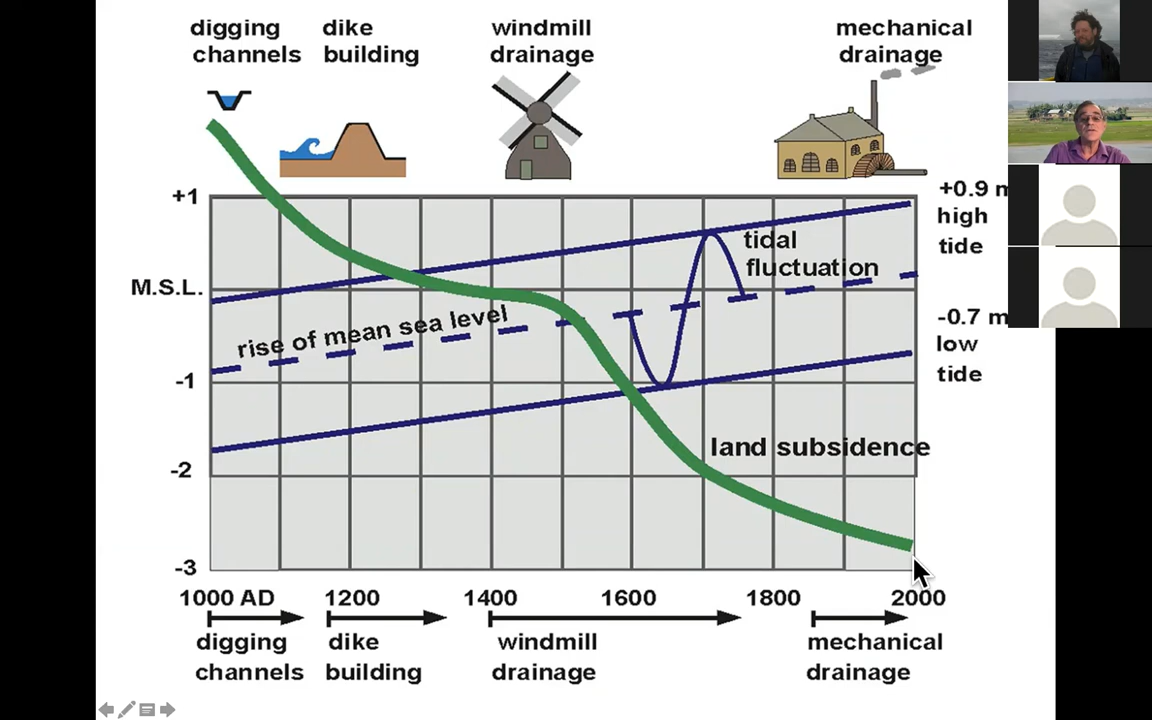 digging
channels
dike
building
windmill
drainage
mechanical
drainage
+1
M.S.L.
-1
-2
-3
+0.9 m
high
tide
tidal
fluctuation
rise of mean sea level
-0.7 m
low
tide
land subsidence
1000 AD
1200
1400
1600
1800
2000
digging
channels
dike
building
windmill
drainage
mechanical
drainage